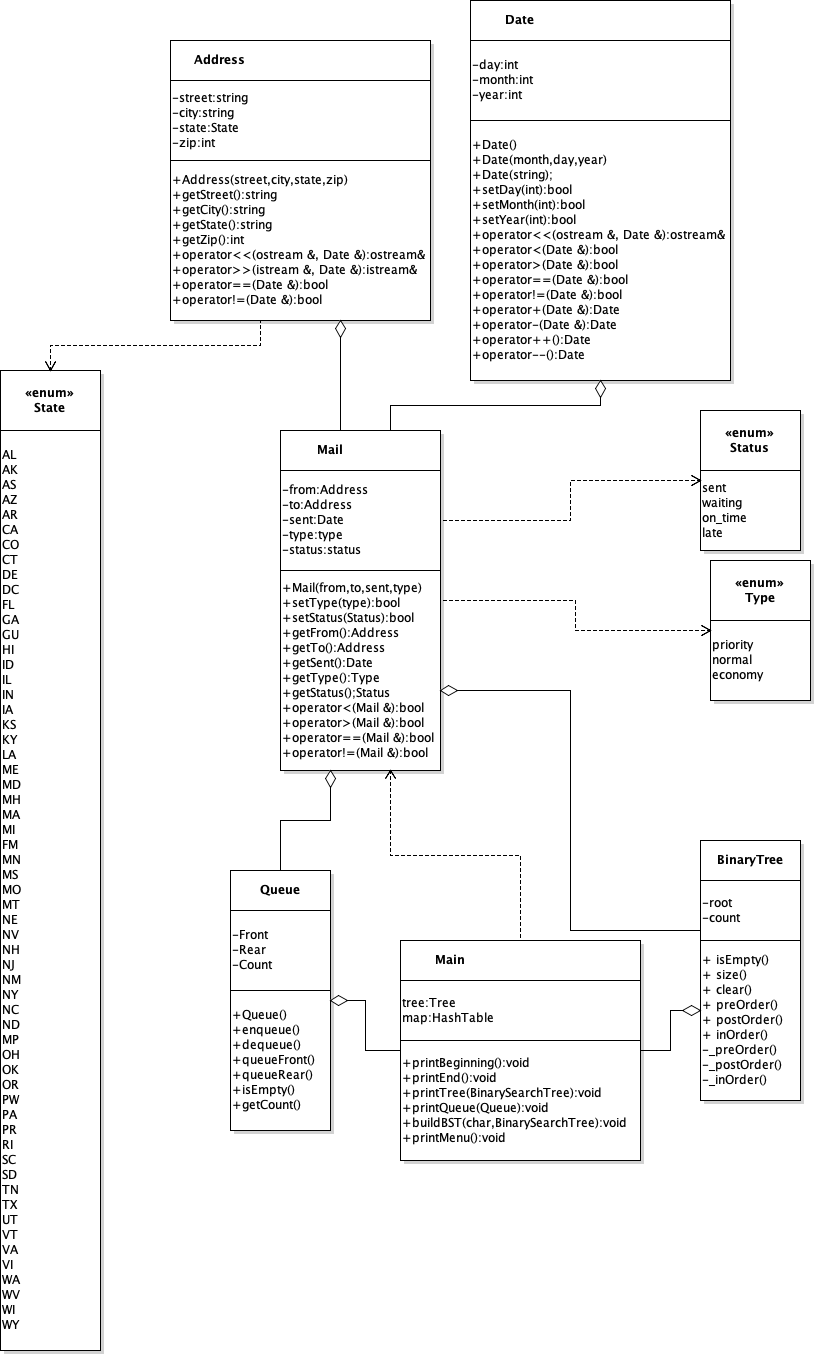 Date
-day:int
-month:int
-year:int
+Date()
+Date(month,day,year)
+Date(string);
+setDay(int):bool
+setMonth(int):bool
+setYear(int):bool
+operator<<(ostream &, Date &):ostream&
+operator<(Date &):bool
+operator>(Date &):bool
+operator==(Date &):bool
+operator!=(Date &):bool
+operator+(Date &):Date
+operator-(Date &):Date
+operator++():Date
+operator--():Date
Address
-street:string
-city:string
-state:State
-zip:int
+Address(street,city,state,zip)
+getStreet():string
+getCity():string
+getState():string
+getZip():int
+operator<<(ostream &, Date &):ostream&
+operator>>(istream &, Date &):istream&
+operator==(Date &):bool
+operator!=(Date &):bool
«enum»
State
AL
AK
AS
AZ
AR
CA
CO
CT
DE
DC
FL
GA
GU
HI
ID
IL
IN
IA
KS
KY
LA
ME
MD
MH
MA
MI
FM
MN
MS
MO
MT
NE
NV
NH
NJ
NM
NY
NC
ND
MP
OH
OK
OR
PW
PA
PR
RI
SC
SD
TN
TX
UT
VT
VA
VI
WA
WV
WI
WY
Mail
-from:Address
-to:Address
-sent:Date
-type:type
-status:status
+Mail(from,to,sent,type)
+setType(type):bool
+setStatus(Status):bool
+getFrom():Address
+getTo():Address
+getSent():Date
+getType():Type
+getStatus();Status
+operator<(Mail &):bool
+operator>(Mail &):bool
+operator==(Mail &):bool
+operator!=(Mail &):bool
«enum»
Status
sent
waiting
on_time
late
«enum»
Type
priority
normal
economy
Queue
-Front
-Rear
-Count
+Queue()
+enqueue()
+dequeue()
+queueFront()
+queueRear()
+isEmpty()
+getCount()
Main
tree:Tree
map:HashTable
+printBeginning():void
+printEnd():void
+printTree(BinarySearchTree):void
+printQueue(Queue):void
+buildBST(char,BinarySearchTree):void
+printMenu():void
BinaryTree
-root
-count
+ isEmpty()
+ size()
+ clear()
+ preOrder()
+ postOrder()
+ inOrder()
-_preOrder()
-_postOrder()
-_inOrder()